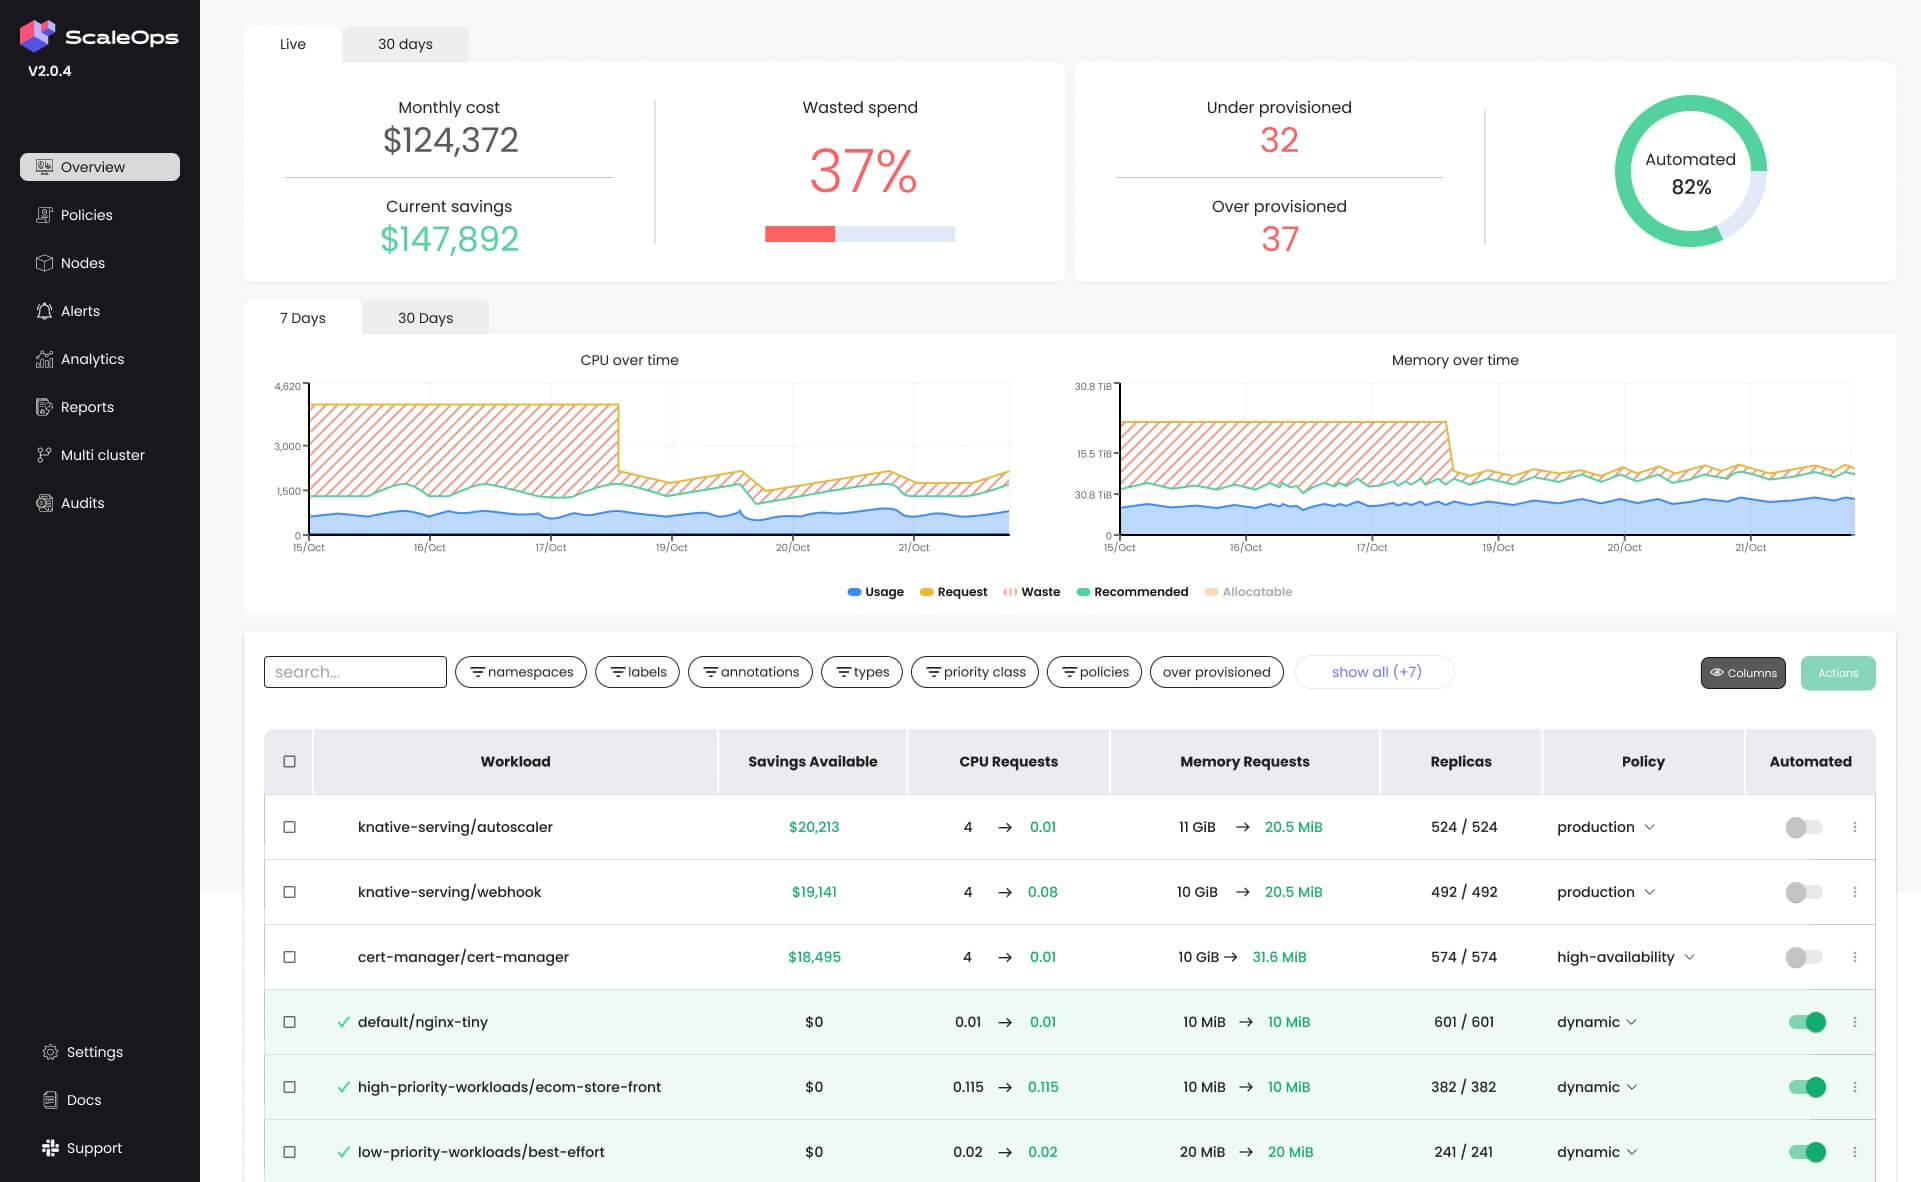 ScaleOps
V2.0.4
Overview
Policies
Nodes
Alerts
Analytics
Reports
Multi cluster
Audits
Settings
Docs
Support
Live
30 days
Monthly cost
$124,372
Current savings
$147,892
Wasted spend
37%
Under provisioned
32
Over provisioned
37
Automated
82%
7 Days
30 Days
CPU over time
4,620
3,000
1,500
0
15/Oct 16/Oct 17/Oct 19/Oct 20/Oct 21/Oct
Memory over time
30.8 TiB
15.5 TiB
30.8 TiB
0
15/Oct 16/Oct 17/Oct 19/Oct 20/Oct 21/Oct
Usage Request Waste Recommended Allocatable
search... namespaces labels annotations types priority class policies over provisioned show all (+7) Columns Actions
Workload Savings Available CPU Requests Memory Requests Replicas Policy Automated
knative-serving/autoscaler $20,213 4 → 0.01 11 GiB → 20.5 MiB 524 / 524 production
knative-serving/webhook $19,141 4 → 0.08 10 GiB → 20.5 MiB 492 / 492 production
cert-manager/cert-manager $18,495 4 → 0.01 10 GiB → 31.6 MiB 574 / 574 high-availability
default/nginx-tiny $0 0.01 → 0.01 10 MiB → 10 MiB 601 / 601 dynamic
high-priority-workloads/ecom-store-front $0 0.115 → 0.115 10 MiB → 10 MiB 382 / 382 dynamic
low-priority-workloads/best-effort $0 0.02 → 0.02 20 MiB → 20 MiB 241 / 241 dynamic